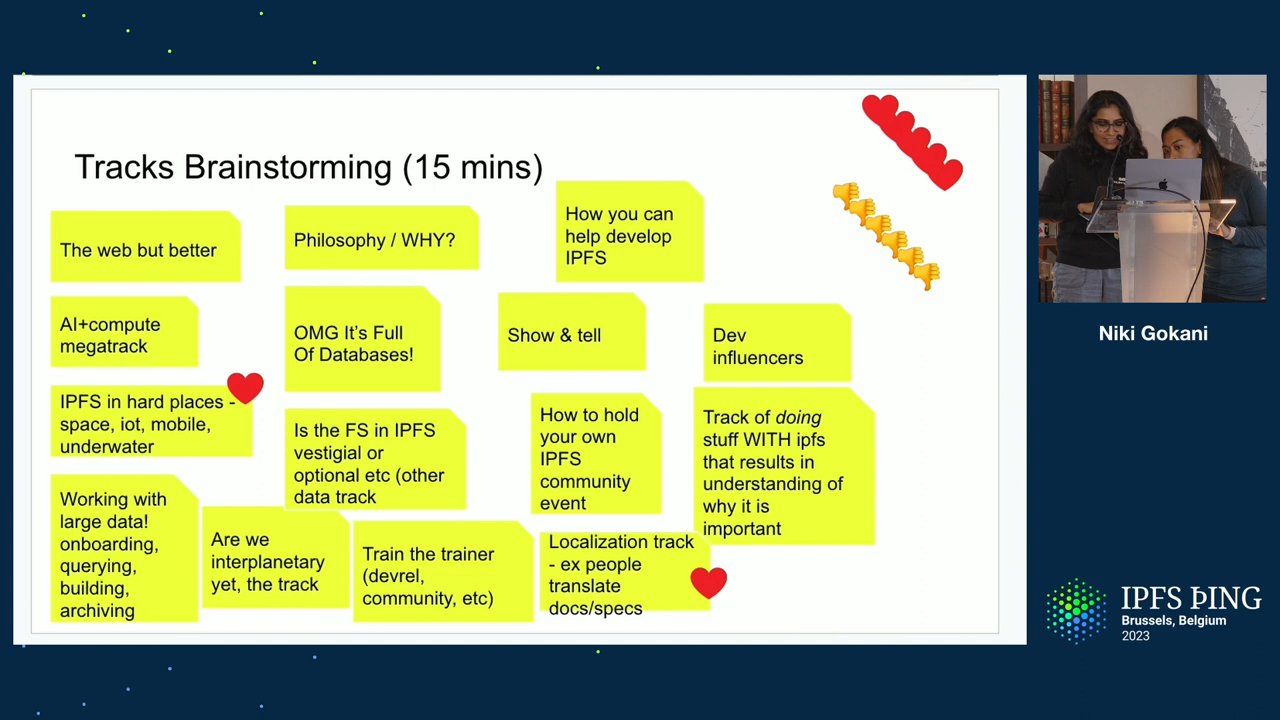 Tracks Brainstorming (15 mins)
The web but better
Philosophy / WHY?
How you can
help develop
IPFS
AI+compute
megatrack
OMG It's Full
Of Databases!
Show & tell
Dev
influencers
IPFS in hard places -
space, iot, mobile,
underwater
Is the FS in IPFS
vestigial or
optional etc (other
data track
How to hold
your own
IPFS
community
event
Track of doing
stuff WITH ipfs
that results in
understanding of
why it is
important
Working with
large data!
onboarding,
querying,
building,
archiving
Are we
interplanetary
yet, the track
Train the trainer
(devrel,
community, etc)
Localization track
- ex people
translate
docs/specs
Niki Gokani
IPFS ÞING
Brussels, Belgium
2023